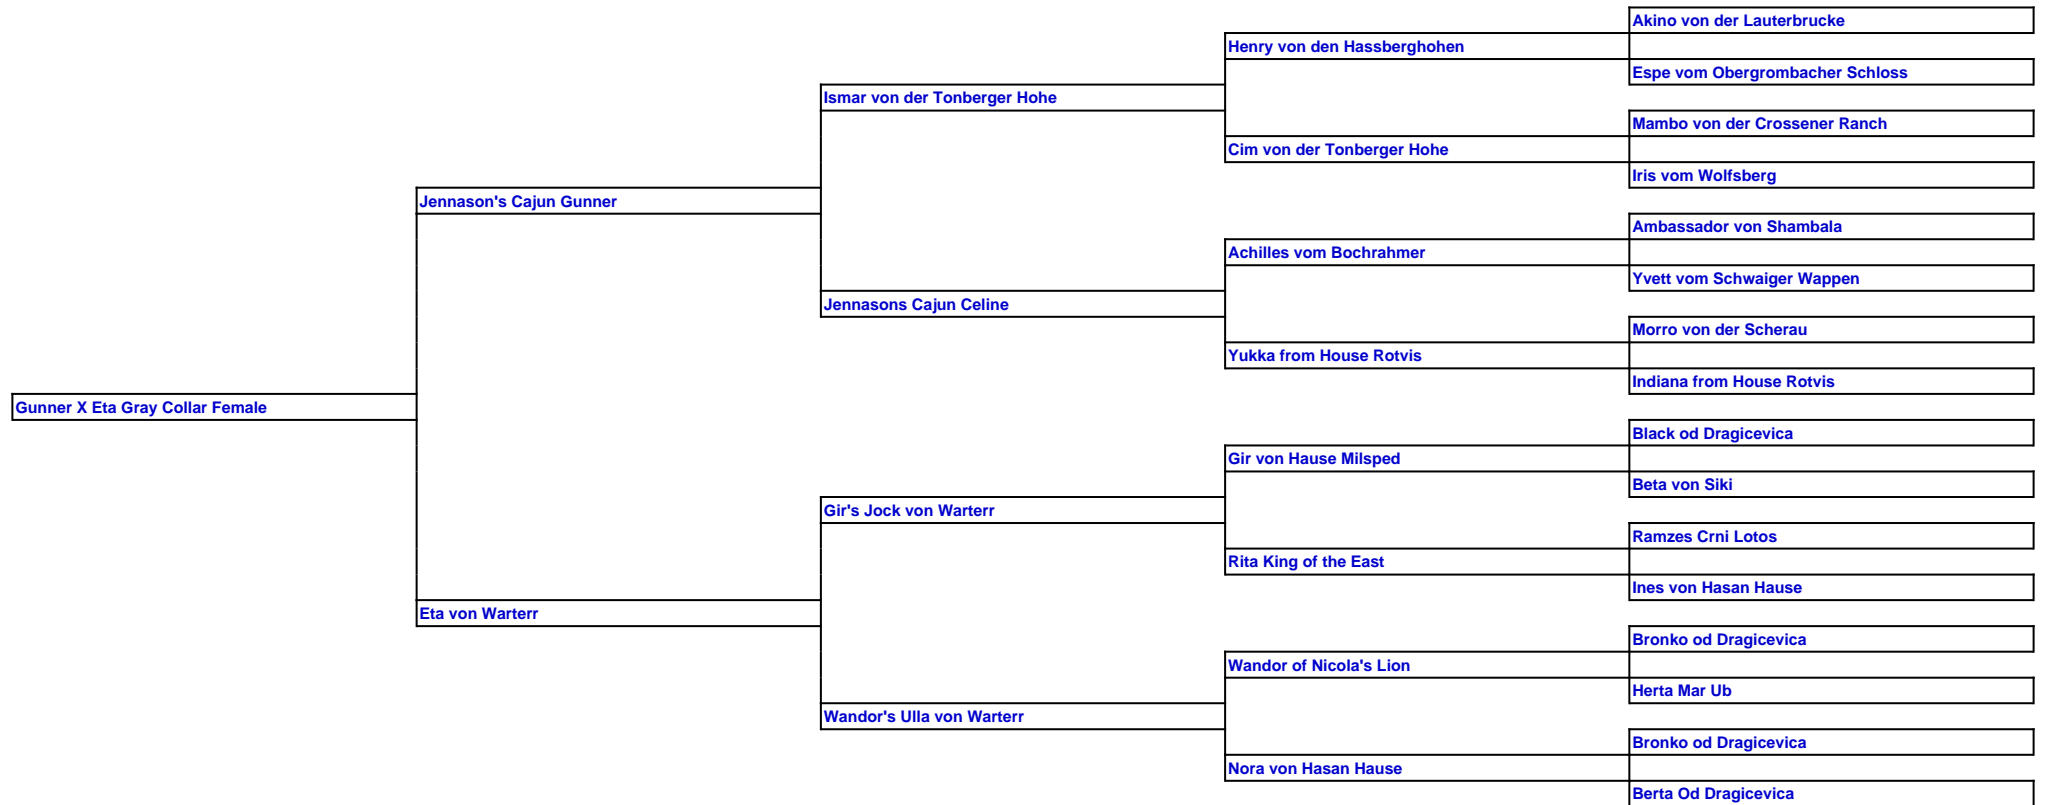 Akino von der Lauterbrucke
Henry von den Hassberghohen
Espe vom Obergrombacher Schloss
Ismar von der Tonberger Hohe
Mambo von der Crossener Ranch
Cim von der Tonberger Hohe
Iris vom Wolfsberg
Jennason's Cajun Gunner
Ambassador von Shambala
Achilles vom Bochrahmer
Yvett vom Schwaiger Wappen
Jennasons Cajun Celine
Morro von der Scherau
Yukka from House Rotvis
Indiana from House Rotvis
Gunner X Eta Gray Collar Female
Black od Dragicevica
Gir von Hause Milsped
Beta von Siki
Gir's Jock von Warterr
Ramzes Crni Lotos
Rita King of the East
Ines von Hasan Hause
Eta von Warterr
Bronko od Dragicevica
Wandor of Nicola's Lion
Herta Mar Ub
Wandor's Ulla von Warterr
Bronko od Dragicevica
Nora von Hasan Hause
Berta Od Dragicevica